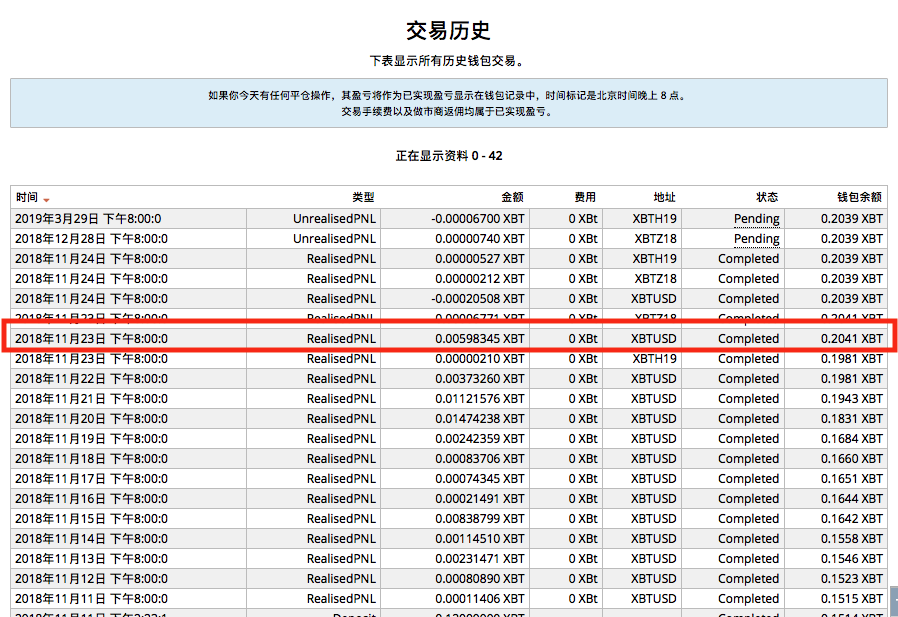 交易历史
下表显示所有历史钱包交易。
如果你今天有任何平仓操作，其盈亏将作为已实现盈亏显示在钱包记录中，时间标记是北京时间晚上 8 点。
交易手续费以及做市商返佣均属于已实现盈亏。
正在显示资料 0 - 42
时间 类型 金额 费用 地址 状态 钱包余额
2019年3月29日 下午8:00:0 UnrealisedPNL -0.00006700 XBT 0 XBt XBTH19 Pending 0.2039 XBT
2018年12月28日 下午8:00:0 UnrealisedPNL 0.00000740 XBT 0 XBt XBTZ18 Pending 0.2039 XBT
2018年11月24日 下午8:00:0 RealisedPNL 0.00000527 XBT 0 XBt XBTH19 Completed 0.2039 XBT
2018年11月24日 下午8:00:0 RealisedPNL 0.00000212 XBT 0 XBt XBTZ18 Completed 0.2039 XBT
2018年11月24日 下午8:00:0 RealisedPNL -0.00020508 XBT 0 XBt XBTUSD Completed 0.2039 XBT
2018年11月23日 下午8:00:0 RealisedPNL 0.00006771 XBT 0 XBt XBTZ18 Completed 0.2041 XBT
2018年11月23日 下午8:00:0 RealisedPNL 0.00598345 XBT 0 XBt XBTUSD Completed 0.2041 XBT
2018年11月23日 下午8:00:0 RealisedPNL 0.00000210 XBT 0 XBt XBTH19 Completed 0.1981 XBT
2018年11月22日 下午8:00:0 RealisedPNL 0.00373260 XBT 0 XBt XBTUSD Completed 0.1981 XBT
2018年11月21日 下午8:00:0 RealisedPNL 0.01121576 XBT 0 XBt XBTUSD Completed 0.1943 XBT
2018年11月20日 下午8:00:0 RealisedPNL 0.01474238 XBT 0 XBt XBTUSD Completed 0.1831 XBT
2018年11月19日 下午8:00:0 RealisedPNL 0.00242359 XBT 0 XBt XBTUSD Completed 0.1684 XBT
2018年11月18日 下午8:00:0 RealisedPNL 0.00083706 XBT 0 XBt XBTUSD Completed 0.1660 XBT
2018年11月17日 下午8:00:0 RealisedPNL 0.00074345 XBT 0 XBt XBTUSD Completed 0.1651 XBT
2018年11月16日 下午8:00:0 RealisedPNL 0.00021491 XBT 0 XBt XBTUSD Completed 0.1644 XBT
2018年11月15日 下午8:00:0 RealisedPNL 0.00838799 XBT 0 XBt XBTUSD Completed 0.1642 XBT
2018年11月14日 下午8:00:0 RealisedPNL 0.00114510 XBT 0 XBt XBTUSD Completed 0.1558 XBT
2018年11月13日 下午8:00:0 RealisedPNL 0.00231471 XBT 0 XBt XBTUSD Completed 0.1546 XBT
2018年11月12日 下午8:00:0 RealisedPNL 0.00080890 XBT 0 XBt XBTUSD Completed 0.1523 XBT
2018年11月11日 下午8:00:0 RealisedPNL 0.00011406 XBT 0 XBt XBTUSD Completed 0.1515 XBT
Deposit Completed 0.1514 XBT